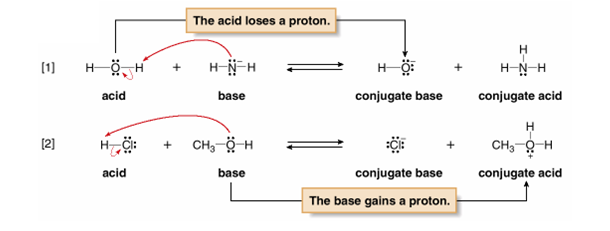 The acid loses a proton.
H
[1] H—Ö—H + H—N̈⁻—H ⇌ H—Ö:⁻ + H—N̈—H
acid base conjugate base conjugate acid
H
[2] H—C̈l: + CH₃—Ö—H ⇌ :C̈l:⁻ + CH₃—Ö—H
+
acid base conjugate base conjugate acid
The base gains a proton.